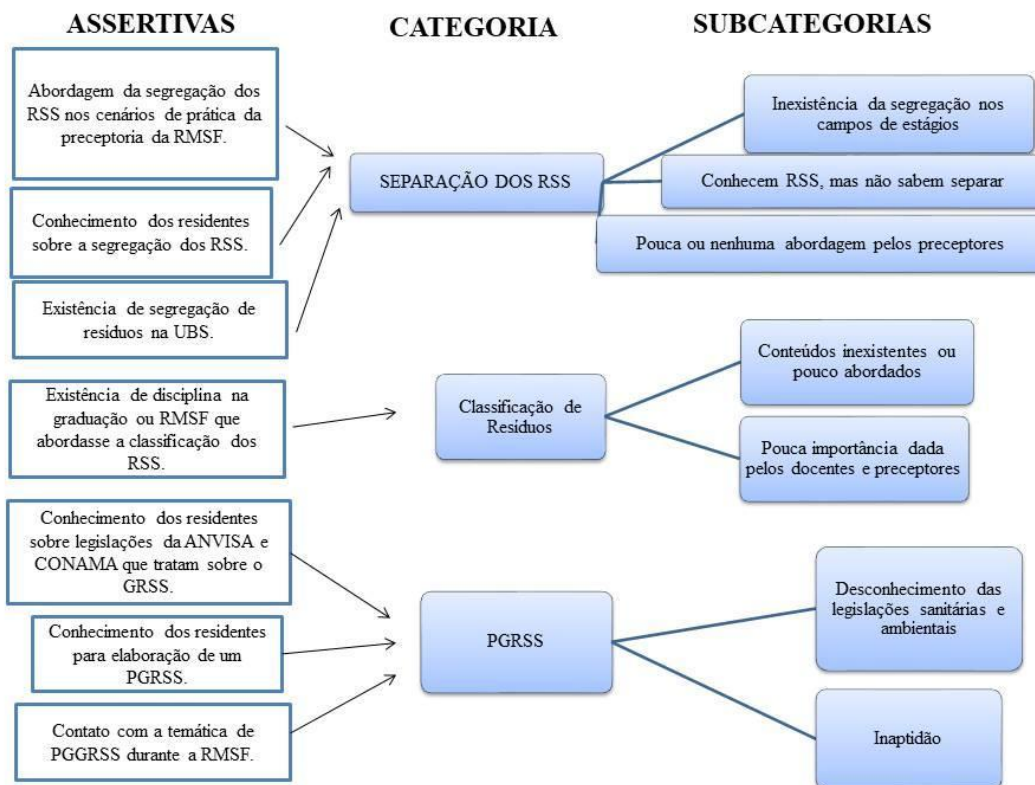 ASSERTIVAS
CATEGORIA
SUBCATEGORIAS
Abordagem da segregação dos
RSS nos cenários de prática da
preceptoria da RMSF.
Conhecimento dos residentes
sobre a segregação dos RSS.
Existência de segregação de
resíduos na UBS.
SEPARAÇÃO DOS RSS
Inexistência da segregação nos
campos de estágios
Conhecem RSS, mas não sabem separar
Pouca ou nenhuma abordagem pelos preceptores
Existência de disciplina na
graduação ou RMSF que
abordasse a classificação dos
RSS.
Classificação de
Resíduos
Conteúdos inexistentes ou
pouco abordados
Pouca importância dada
pelos docentes e preceptores
Conhecimento dos residentes
sobre legislações da ANVISA e
CONAMA que tratam sobre o
GRSS.
Conhecimento dos residentes
para elaboração de um
PGRSS.
Contato com a temática de
PGGRSS durante a RMSF.
PGRSS
Desconhecimento das
legislações sanitárias e
ambientais
Inaptidão